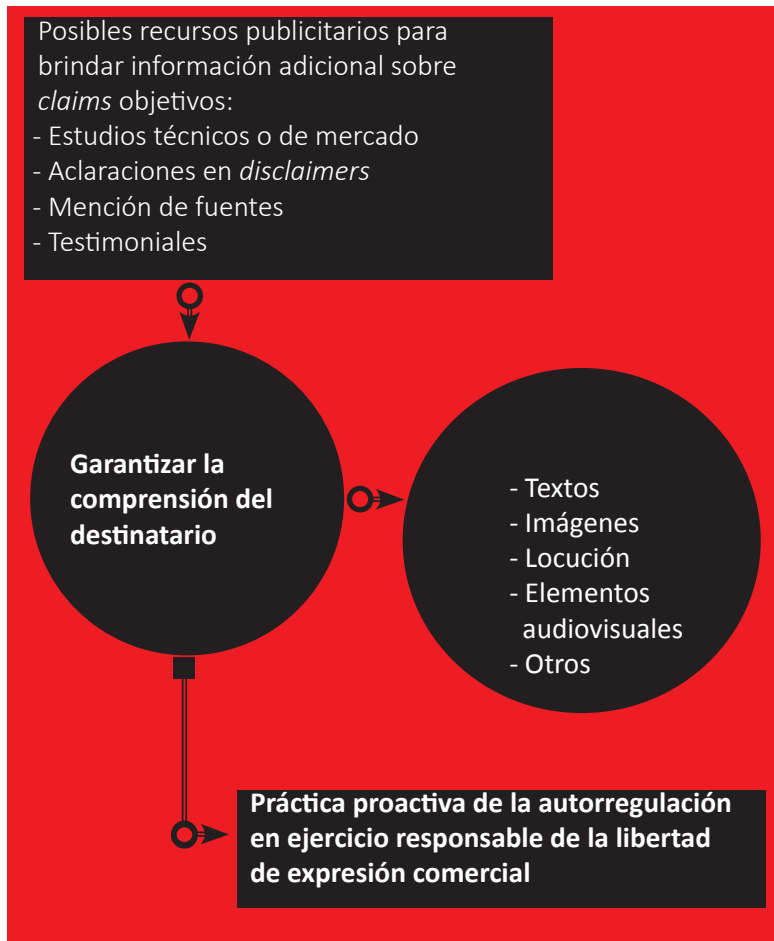 Posibles recursos publicitarios para
brindar información adicional sobre
claims objetivos:
- Estudios técnicos o de mercado
- Aclaraciones en disclaimers
- Mención de fuentes
- Testimoniales
Garantizar la
comprensión del
destinatario
- Textos
- Imágenes
- Locución
- Elementos
audiovisuales
- Otros
Práctica proactiva de la autorregulación
en ejercicio responsable de la libertad
de expresión comercial